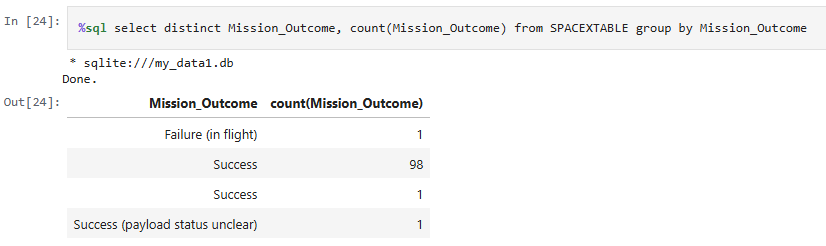 In [24]: %sql select distinct Mission_Outcome, count(Mission_Outcome) from SPACEXTABLE group by Mission_Outcome
* sqlite:///my_data1.db
Done.
Out[24]: Mission_Outcome count(Mission_Outcome)
Failure (in flight) 1
Success 98
Success 1
Success (payload status unclear) 1